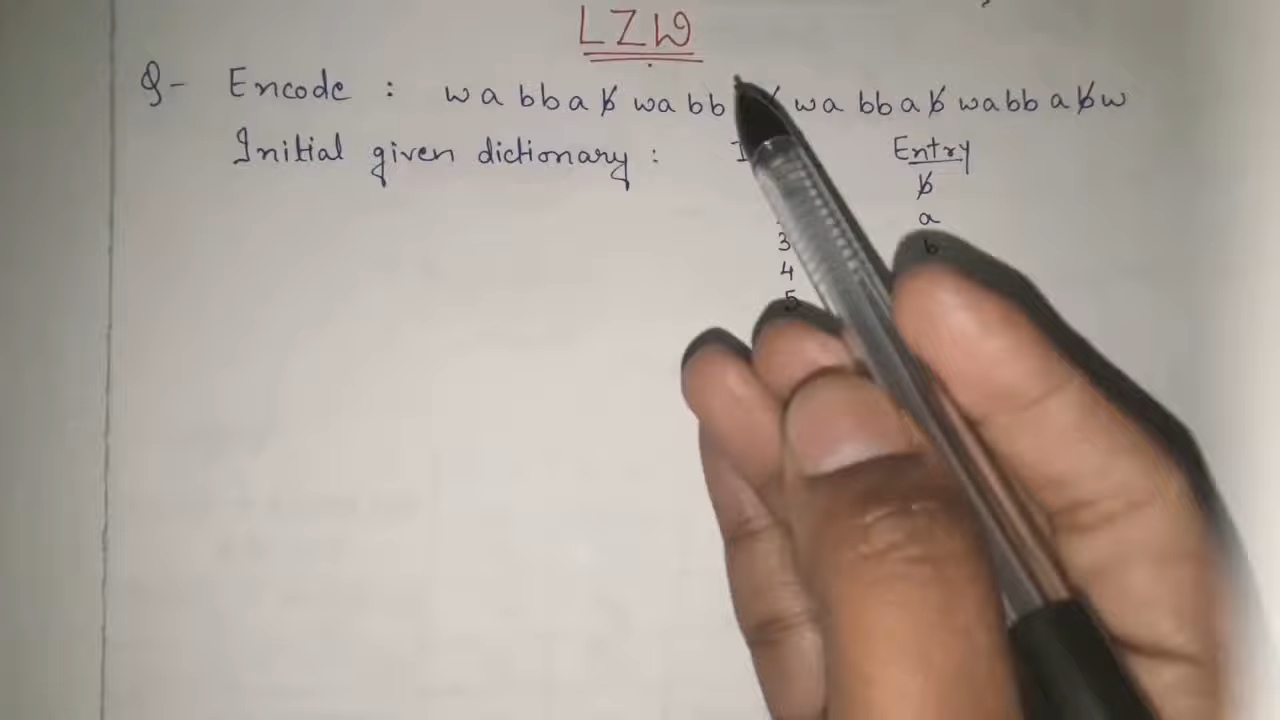 LZW
Q- Encode : w a b b a ƀ w a b b ƀ w a b b a ƀ w a b b a ƀ w
Initial given dictionary : Entry
ƀ
a
3 b
4
5